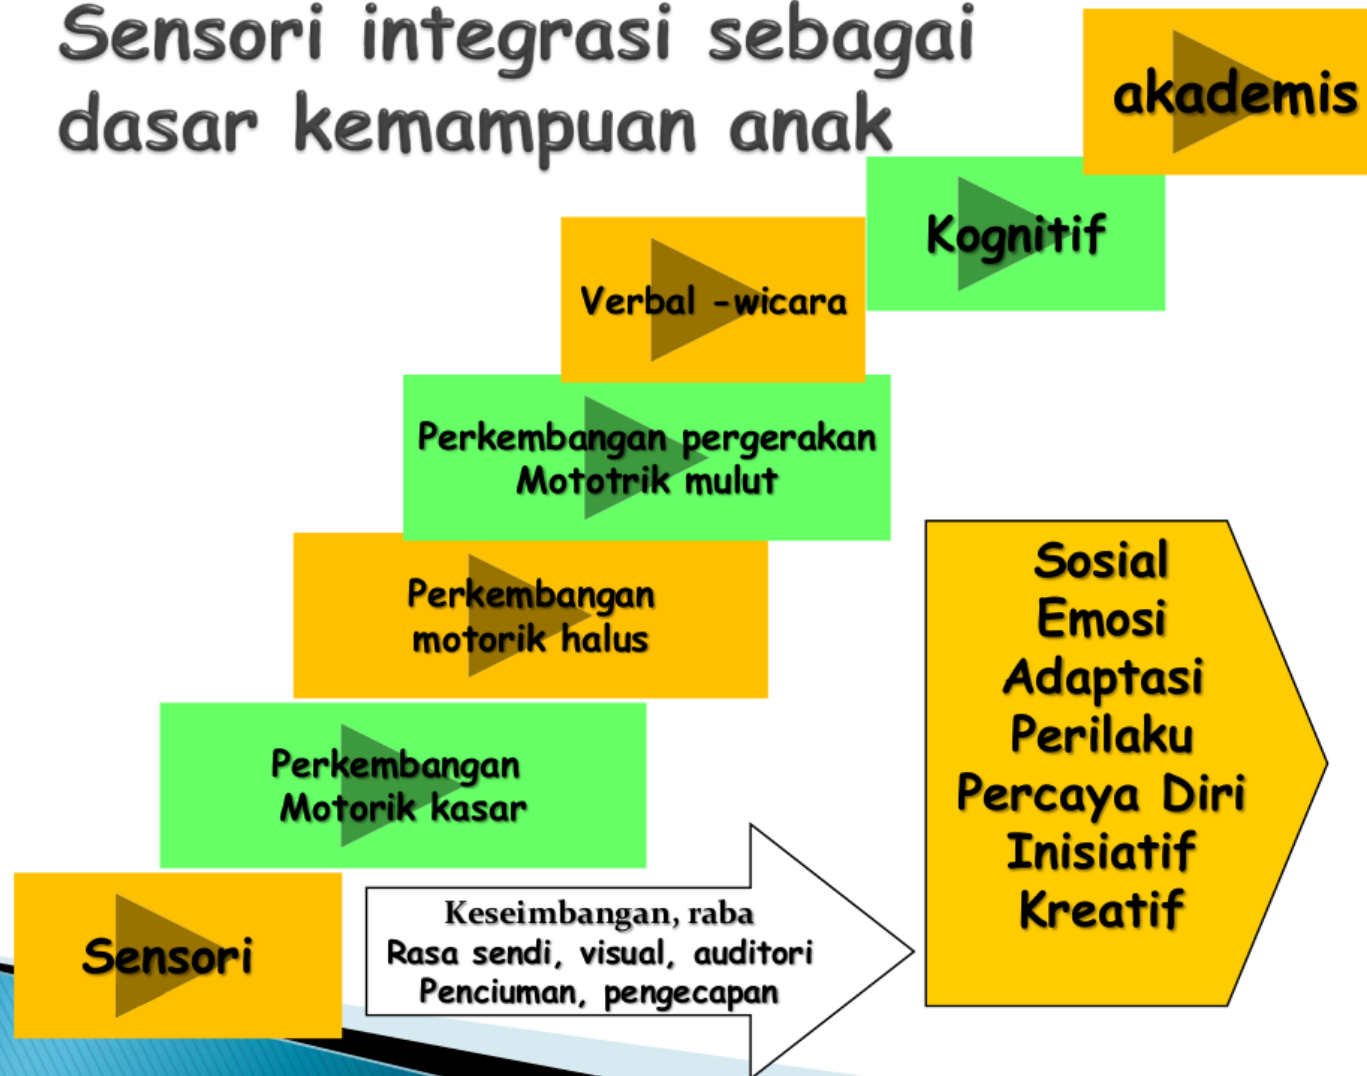 Sensori integrasi sebagai
dasar kemampuan anak
akademis
Kognitif
Verbal -wicara
Perkembangan pergerakan
Mototrik mulut
Perkembangan
motorik halus
Perkembangan
Motorik kasar
Sensori
Keseimbangan, raba
Rasa sendi, visual, auditori
Penciuman, pengecapan
Sosial
Emosi
Adaptasi
Perilaku
Percaya Diri
Inisiatif
Kreatif